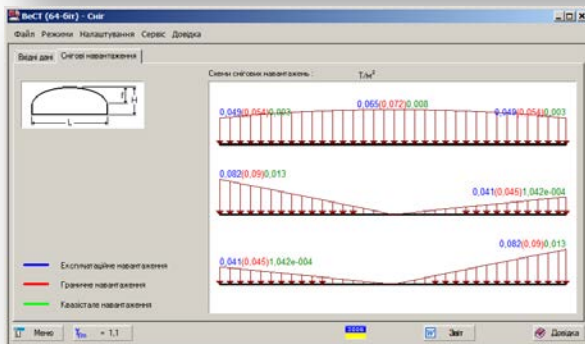 ВеСТ (64-біт) - Сніг
Файл Режими Налаштування Сервіс Довідка
Вхідні дані Снігові навантаження
Схеми снігових навантажень : Т/м²
f H
L
0,049(0,054)0,003 0,065(0,072)0,008 0,049(0,054)0,003
0,082(0,09)0,013
0,041(0,045)1,042e-004
0,082(0,09)0,013
0,041(0,045)1,042e-004
Експлуатаційне навантаження
Граничне навантаження
Квазістале навантаження
Меню = 1,1 Звіт Довідка